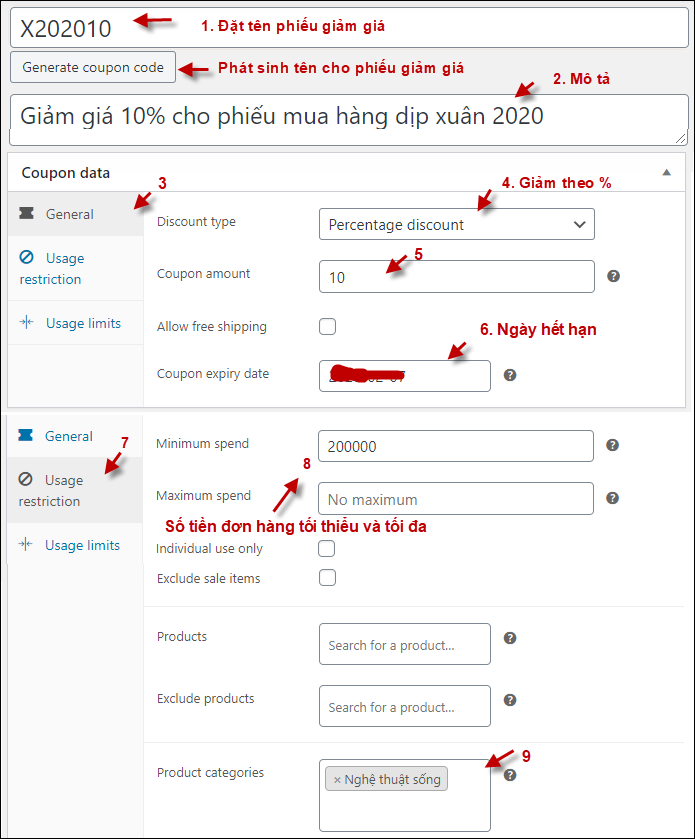 X202010
1. Đặt tên phiếu giảm giá
Generate coupon code
Phát sinh tên cho phiếu giảm giá
2. Mô tả
Giảm giá 10% cho phiếu mua hàng dịp xuân 2020
Coupon data
3
4. Giảm theo %
General
Discount type
Percentage discount
Usage restriction
5
Coupon amount
10
Usage limits
Allow free shipping
6. Ngày hết hạn
Coupon expiry date
7
General
Minimum spend
200000
8
Usage restriction
Maximum spend
No maximum
Số tiền đơn hàng tối thiểu và tối đa
Usage limits
Individual use only
Exclude sale items
Products
Search for a product...
Exclude products
Search for a product...
9
Product categories
× Nghệ thuật sống